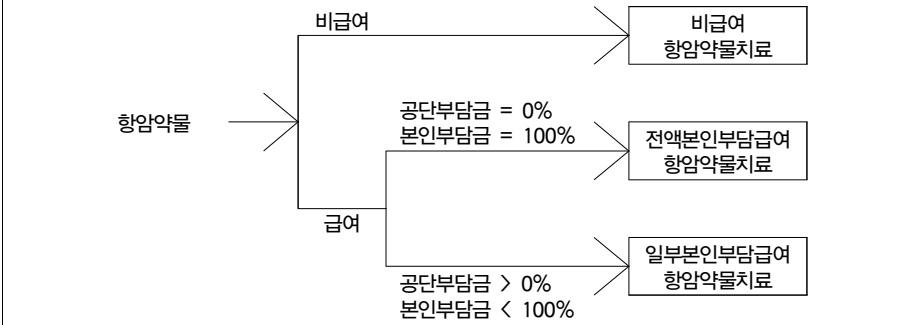 비급여
비급여
항암약물치료
항암약물
공단부담금 = 0%
본인부담금 = 100%
전액본인부담급여
항암약물치료
급여
일부본인부담급여
항암약물치료
공단부담금 > 0%
본인부담금 < 100%